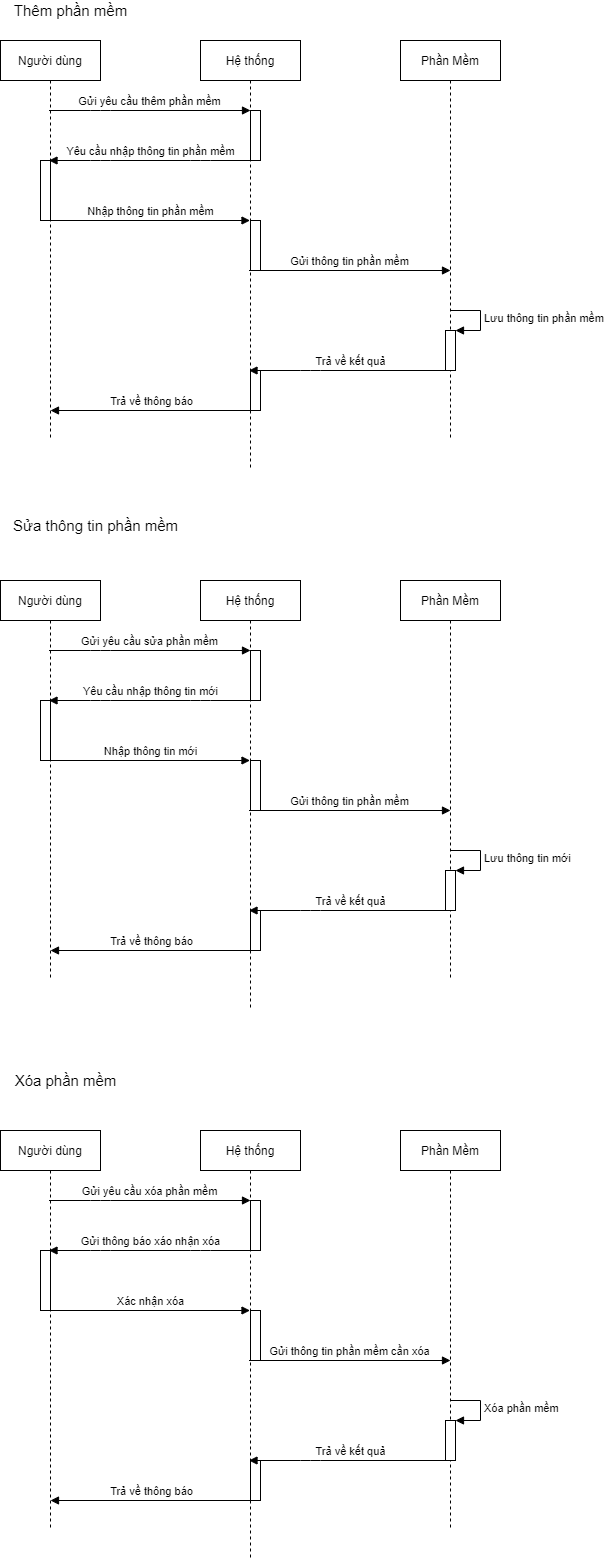 Thêm phần mềm
Người dùng
Hệ thống
Phần Mềm
Gửi yêu cầu thêm phần mềm
Yêu cầu nhập thông tin phần mềm
Nhập thông tin phần mềm
Gửi thông tin phần mềm
Lưu thông tin phần mềm
Trả về kết quả
Trả về thông báo
Sửa thông tin phần mềm
Người dùng
Hệ thống
Phần Mềm
Gửi yêu cầu sửa phần mềm
Yêu cầu nhập thông tin mới
Nhập thông tin mới
Gửi thông tin phần mềm
Lưu thông tin mới
Trả về kết quả
Trả về thông báo
Xóa phần mềm
Người dùng
Hệ thống
Phần Mềm
Gửi yêu cầu xóa phần mềm
Gửi thông báo xáo nhận xóa
Xác nhận xóa
Gửi thông tin phần mềm cần xóa
Xóa phần mềm
Trả về kết quả
Trả về thông báo